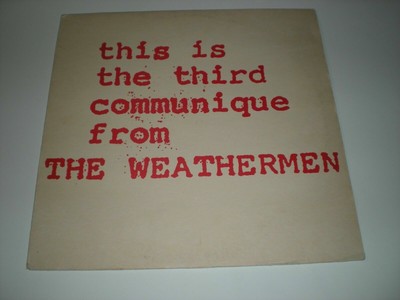 this is
the third
communique
from
THE WEATHERMEN